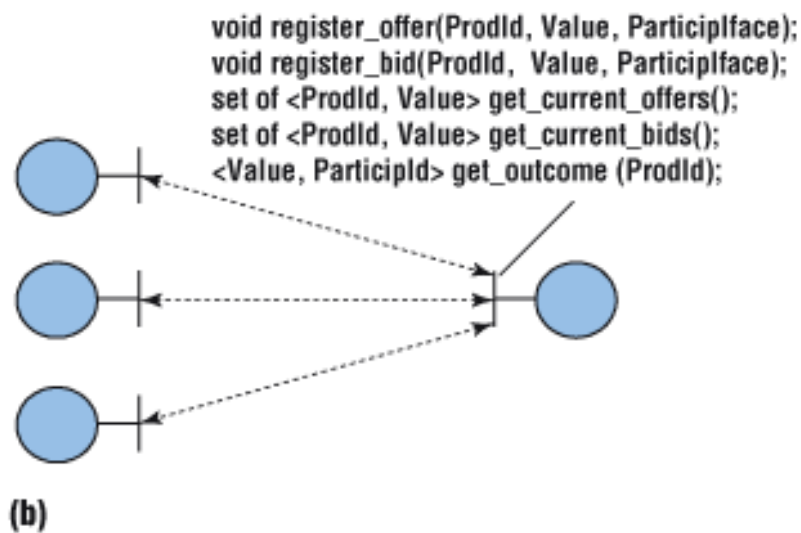 void register_offer(ProdId, Value, ParticipIface);
void register_bid(ProdId, Value, ParticipIface);
set of <ProdId, Value> get_current_offers();
set of <ProdId, Value> get_current_bids();
<Value, ParticipId> get_outcome (ProdId);
(b)